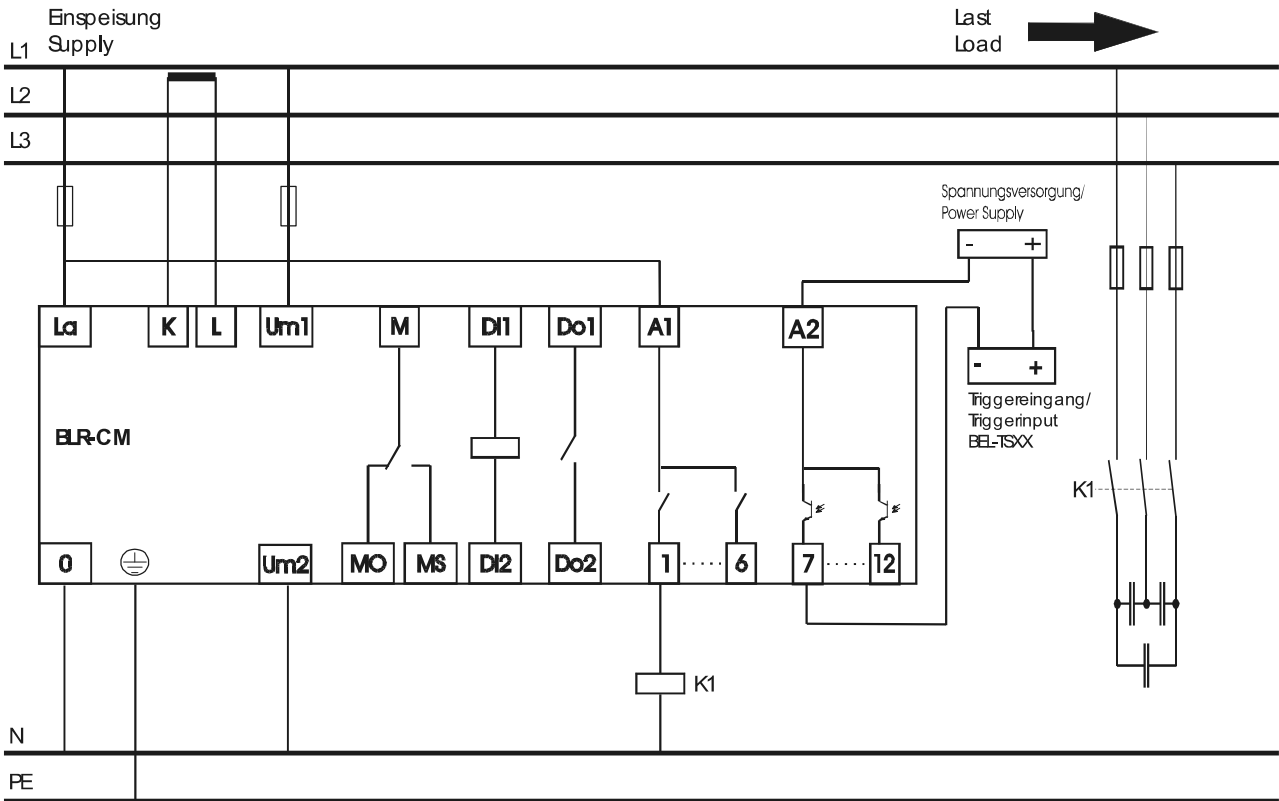 Einspeisung
Supply
Last
Load
L1
L2
L3
Spannungsversorgung/
Power Supply
- +
La K L Um1 M DI1 Do1 A1 A2
- +
Triggereingang/
Triggerinput
BEL-TSXX
BLR-CM
K1
0 Um2 MO MS DI2 Do2 1 ...... 6 7 ...... 12
K1
N
PE